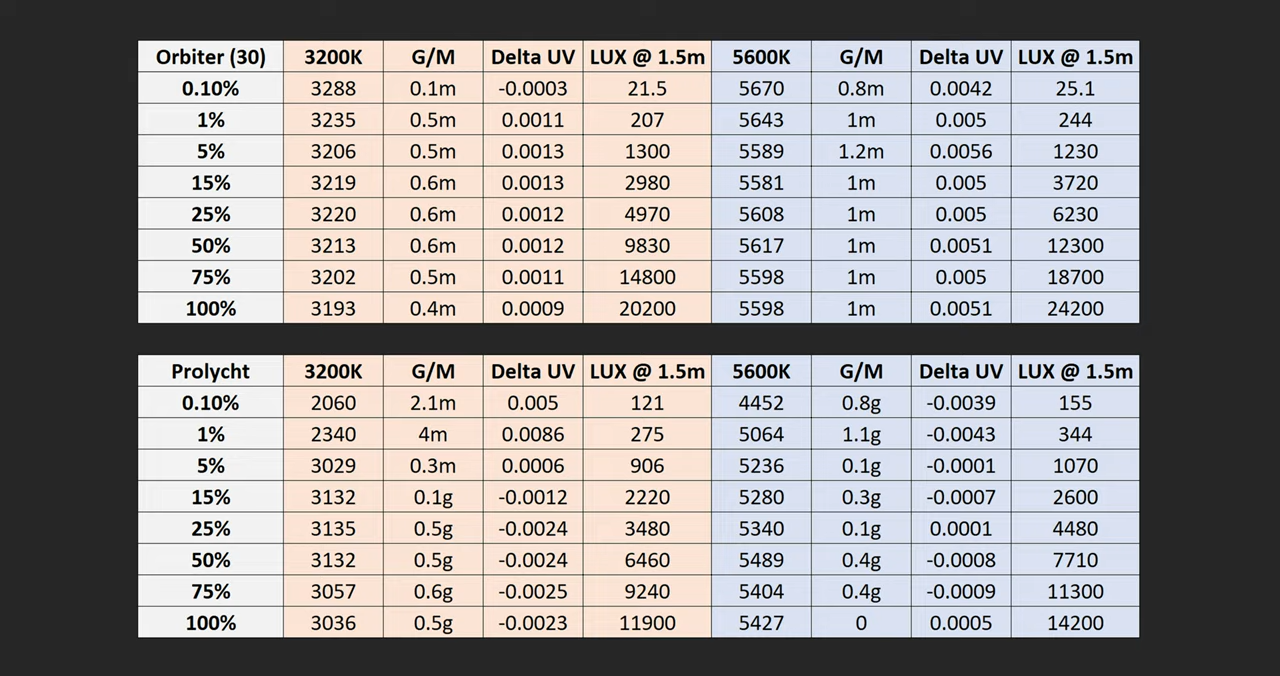 Orbiter (30) 3200K G/M Delta UV LUX @ 1.5m 5600K G/M Delta UV LUX @ 1.5m
0.10% 3288 0.1m -0.0003 21.5 5670 0.8m 0.0042 25.1
1% 3235 0.5m 0.0011 207 5643 1m 0.005 244
5% 3206 0.5m 0.0013 1300 5589 1.2m 0.0056 1230
15% 3219 0.6m 0.0013 2980 5581 1m 0.005 3720
25% 3220 0.6m 0.0012 4970 5608 1m 0.005 6230
50% 3213 0.6m 0.0012 9830 5617 1m 0.0051 12300
75% 3202 0.5m 0.0011 14800 5598 1m 0.005 18700
100% 3193 0.4m 0.0009 20200 5598 1m 0.0051 24200
Prolycht 3200K G/M Delta UV LUX @ 1.5m 5600K G/M Delta UV LUX @ 1.5m
0.10% 2060 2.1m 0.005 121 4452 0.8g -0.0039 155
1% 2340 4m 0.0086 275 5064 1.1g -0.0043 344
5% 3029 0.3m 0.0006 906 5236 0.1g -0.0001 1070
15% 3132 0.1g -0.0012 2220 5280 0.3g -0.0007 2600
25% 3135 0.5g -0.0024 3480 5340 0.1g 0.0001 4480
50% 3132 0.5g -0.0024 6460 5489 0.4g -0.0008 7710
75% 3057 0.6g -0.0025 9240 5404 0.4g -0.0009 11300
100% 3036 0.5g -0.0023 11900 5427 0 0.0005 14200